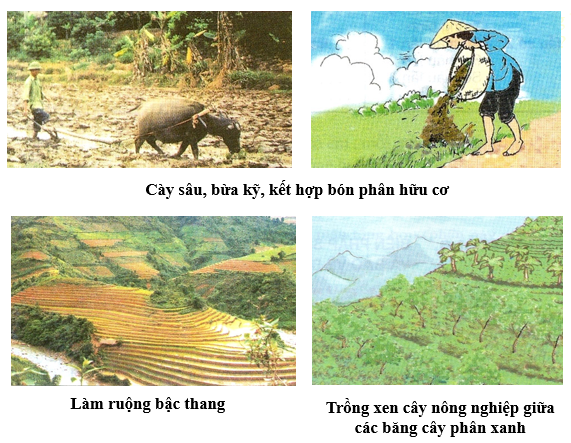 Cày sâu, bừa kỹ, kết hợp bón phân hữu cơ
Làm ruộng bậc thang
Trồng xen cây nông nghiệp giữa
các băng cây phân xanh